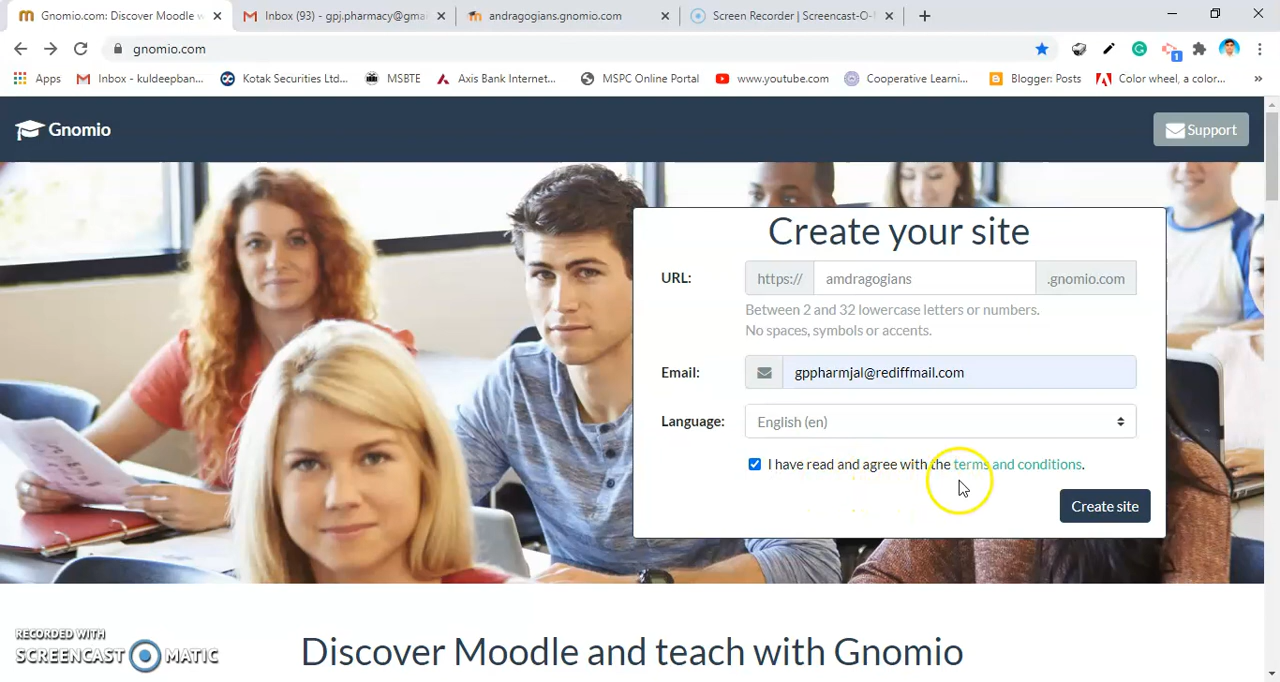 Gnomio.com: Discover Moodle w
Inbox (93) - gpj.pharmacy@gmai
andragogians.gnomio.com
Screen Recorder | Screencast-O-
gnomio.com
1
Apps
Inbox - kuldeepban...
Kotak Securities Ltd...
MSBTE
Axis Bank Internet...
MSPC Online Portal
www.youtube.com
Cooperative Learni...
Blogger: Posts
Color wheel, a color...
»
Gnomio
Support
Create your site
URL:
https://
amdragogians
.gnomio.com
Between 2 and 32 lowercase letters or numbers.
No spaces, symbols or accents.
Email:
gppharmjal@rediffmail.com
Language:
English (en)
I have read and agree with the terms and conditions.
Create site
RECORDED WITH
SCREENCAST MATIC
Discover Moodle and teach with Gnomio